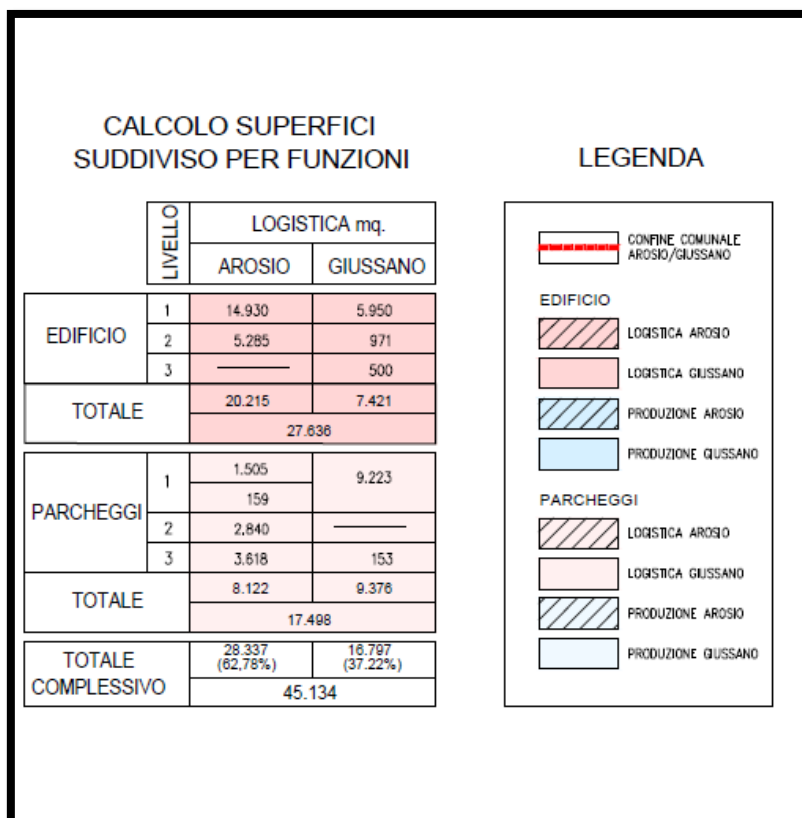 CALCOLO SUPERFICI
SUDDIVISO PER FUNZIONI
LIVELLO
LOGISTICA mq.
AROSIO GIUSSANO
EDIFICIO
1 14.930 5.950
2 5.285 971
3 500
TOTALE
20.215 7.421
27.636
PARCHEGGI
1 1.505 9.223
159
2 2.840
3 3.618 153
TOTALE
8.122 9.376
17.498
TOTALE
COMPLESSIVO
28.337 16.797
(62,78%) (37.22%)
45.134
LEGENDA
CONFINE COMUNALE
AROSIO/GIUSSANO
EDIFICIO
LOGISTICA AROSIO
LOGISTICA GIUSSANO
PRODUZIONE AROSIO
PRODUZIONE GIUSSANO
PARCHEGGI
LOGISTICA AROSIO
LOGISTICA GIUSSANO
PRODUZIONE AROSIO
PRODUZIONE GIUSSANO